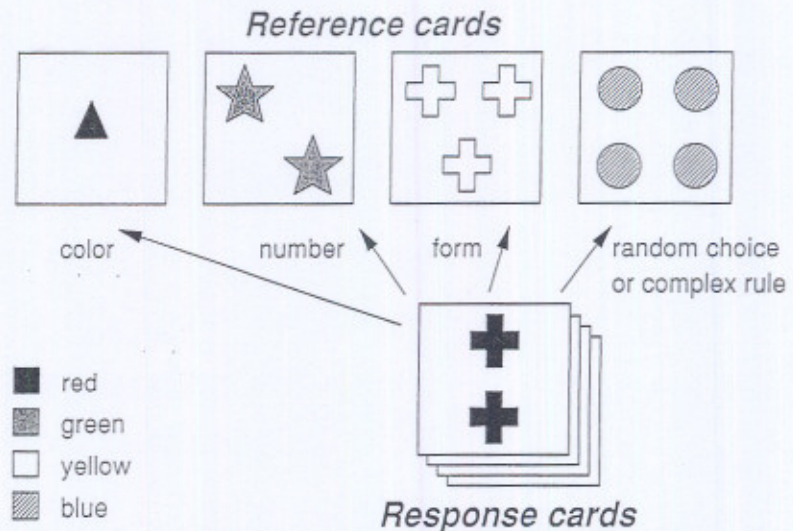 Reference cards
color
number
form
random choice
or complex rule
red
green
yellow
blue
Response cards